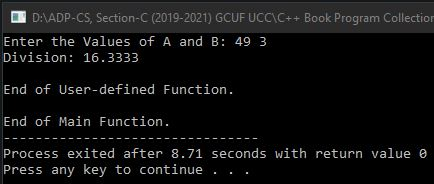 D:\ADP-CS, Section-C (2019-2021) GCUF UCC\C++ Book Program Collection
Enter the Values of A and B: 49 3
Division: 16.3333
End of User-defined Function.
End of Main Function.
--------------------------------
Process exited after 8.71 seconds with return value 0
Press any key to continue . . .